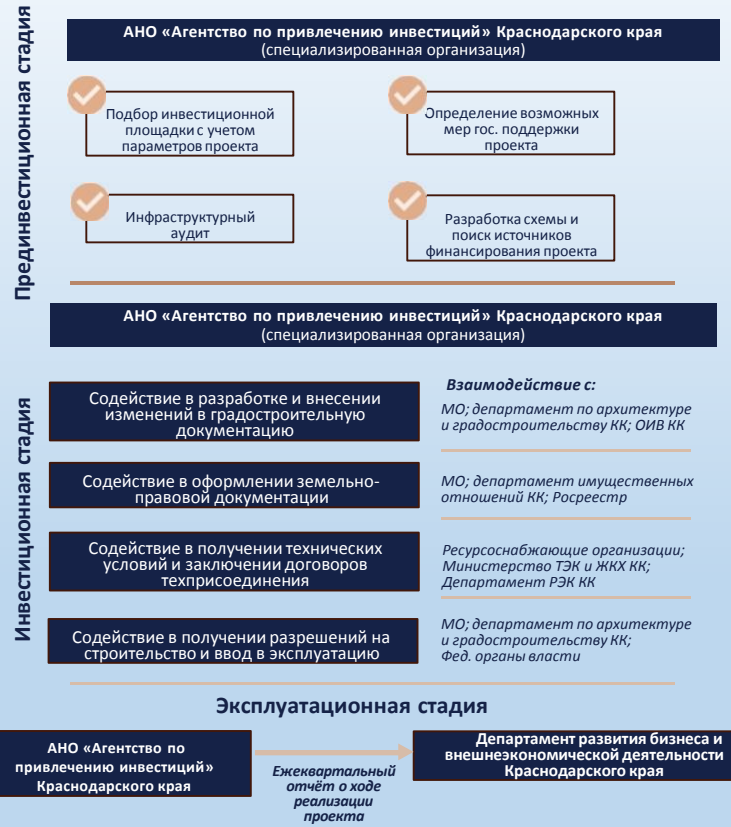 Прединвестиционная стадия
АНО «Агентство по привлечению инвестиций» Краснодарского края
(специализированная организация)
Подбор инвестиционной
площадки с учетом
параметров проекта
Определение возможных
мер гос. поддержки
проекта
Инфраструктурный
аудит
Разработка схемы и
поиск источников
финансирования проекта
Инвестиционная стадия
АНО «Агентство по привлечению инвестиций» Краснодарского края
(специализированная организация)
Взаимодействие с:
Содействие в разработке и внесении
изменений в градостроительную
документацию
МО; департамент по архитектуре
и градостроительству КК; ОИВ КК
Содействие в оформлении земельно-
правовой документации
МО; департамент имущественных
отношений КК; Росреестр
Содействие в получении технических
условий и заключении договоров
техприсоединения
Ресурсоснабжающие организации;
Министерство ТЭК и ЖКХ КК;
Департамент РЭК КК
Содействие в получении разрешений на
строительство и ввод в эксплуатацию
МО; департамент по архитектуре
и градостроительству КК;
Фед. органы власти
Эксплуатационная стадия
АНО «Агентство по
привлечению инвестиций»
Краснодарского края
Ежеквартальный
отчёт о ходе
реализации
проекта
Департамент развития бизнеса и
внешнеэкономической деятельности
Краснодарского края